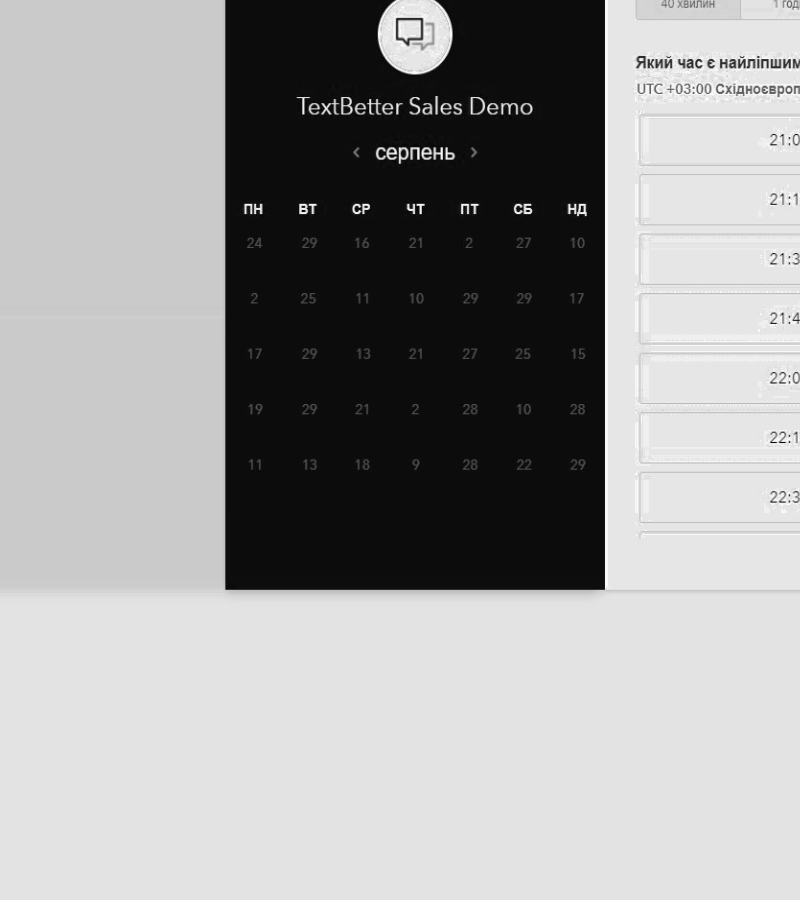 TextBetter Sales Demo
серпень
ПН ВТ СР ЧТ ПТ СБ НД
24 29 16 21 2 27 10
2 25 11 10 29 29 17
17 29 13 21 27 25 15
19 29 21 2 28 10 28
11 13 18 9 28 22 29
40 хвилин 1 год
Який час є найліпшим
UTC +03:00 Східноєвроп
21:0
21:1
21:3
21:4
22:0
22:1
22:3